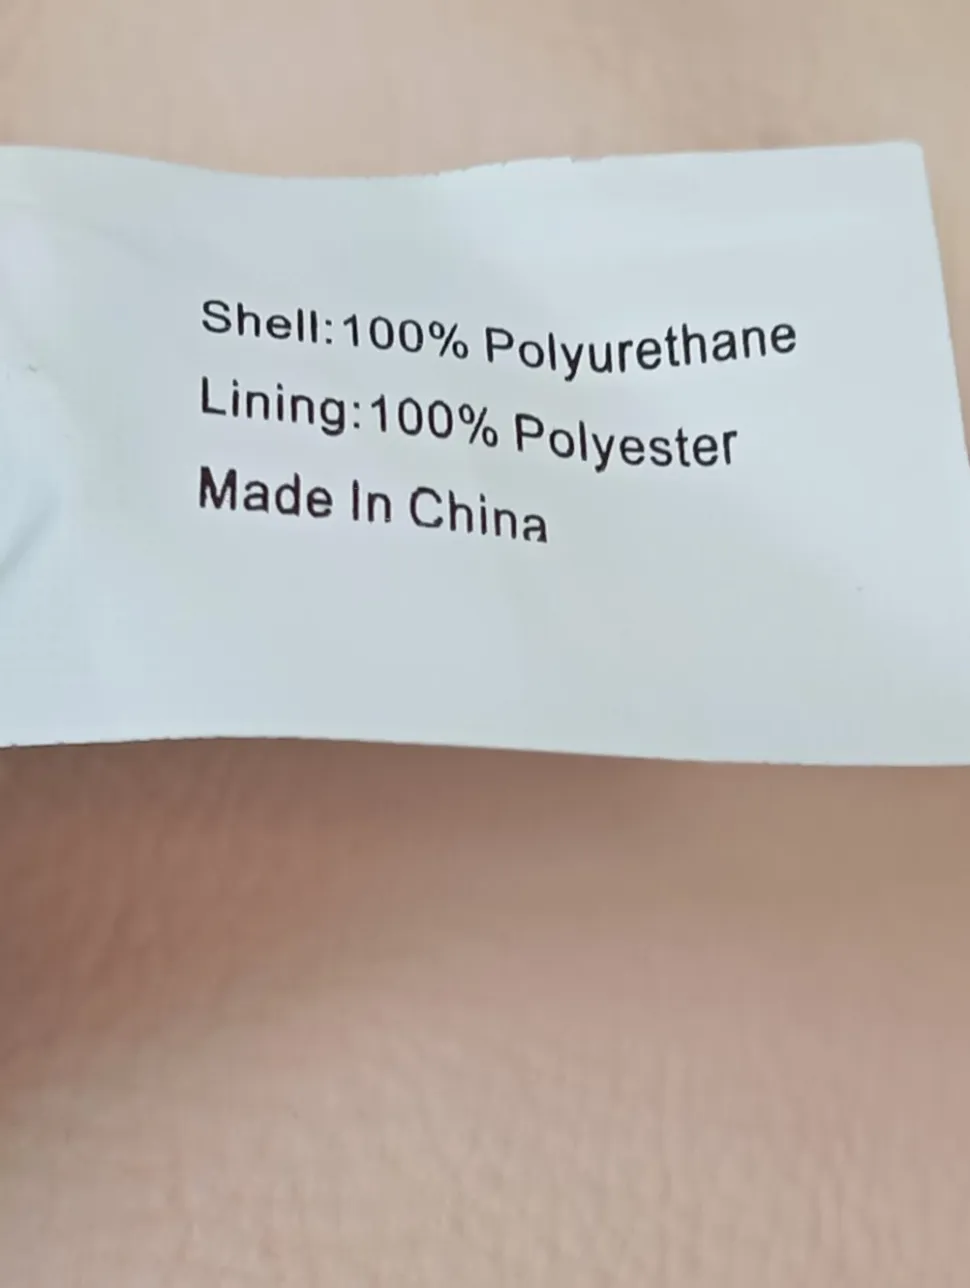 Shell:100% Polyurethane
Lining:100% Polyester
Made In China